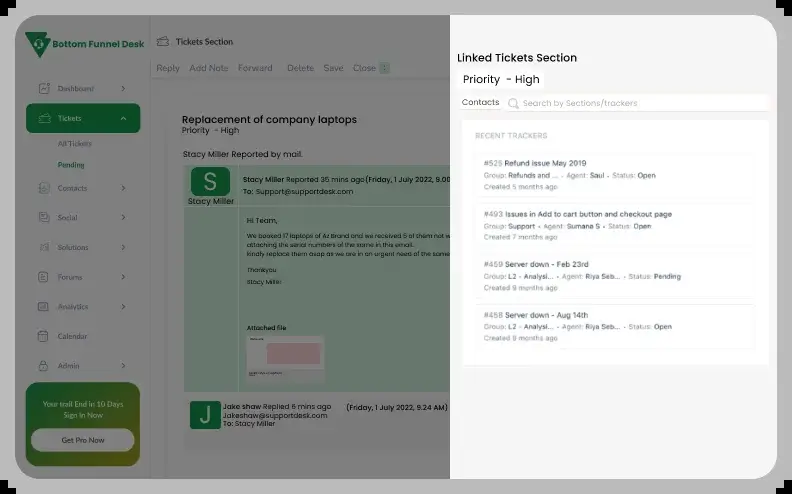 Bottom Funnel Desk
Dashboard
Tickets
All Tickets
Pending
Contacts
Social
Solutions
Forums
Analytics
Calendar
Admin
Your trail End in 10 Days
Sign In Now
Get Pro Now
Tickets Section
Reply Add Note Forward Delete Save Close
Replacement of company laptops
Priority - High
Stacy Miller Reported by mail.
S
Stacy Miller
Stacy Miller Reported 35 mins ago(Friday, 1 July 2022, 9.00
To: Support@supportdesk.com
Hi Team,
We booked 17 laptops of Az Brand and we received 5 of them not w
attaching the serial numbers of the same in this email.
kindly replace them asap as we are in an urgent need of the same
Thankyou
Stacy Miller
Attached file
J
Jake shaw Replied 6 mins ago (Friday, 1 July 2022, 9.24 AM)
Jakeshaw@supportdesk.com
To: Stacy Miller
Linked Tickets Section
Priority - High
Contacts Search by Sections/trackers
RECENT TRACKERS
#525 Refund issue May 2019
Group: Refunds and ... • Agent: Saul • Status: Open
Created 5 months ago
#493 Issues in Add to cart button and checkout page
Group: Support • Agent: Sumana S • Status: Open
Created 7 months ago
#459 Server down - Feb 23rd
Group: L2 - Analysi... • Agent: Riya Seb... • Status: Pending
Created 9 months ago
#458 Server down - Aug 14th
Group: L2 - Analysi... • Agent: Riya Seb... • Status: Open
Created 9 months ago